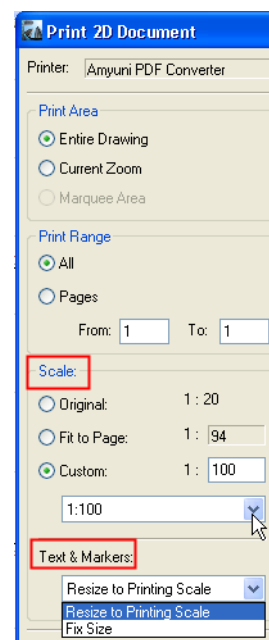 Print 2D Document
Printer: Amyuni PDF Converter
Print Area
Entire Drawing
Current Zoom
Marquee Area
Print Range
All
Pages
From: 1 To: 1
Scale:
Original: 1 : 20
Fit to Page: 1 : 94
Custom: 1 : 100
1:100
Text & Markers:
Resize to Printing Scale
Resize to Printing Scale
Fix Size